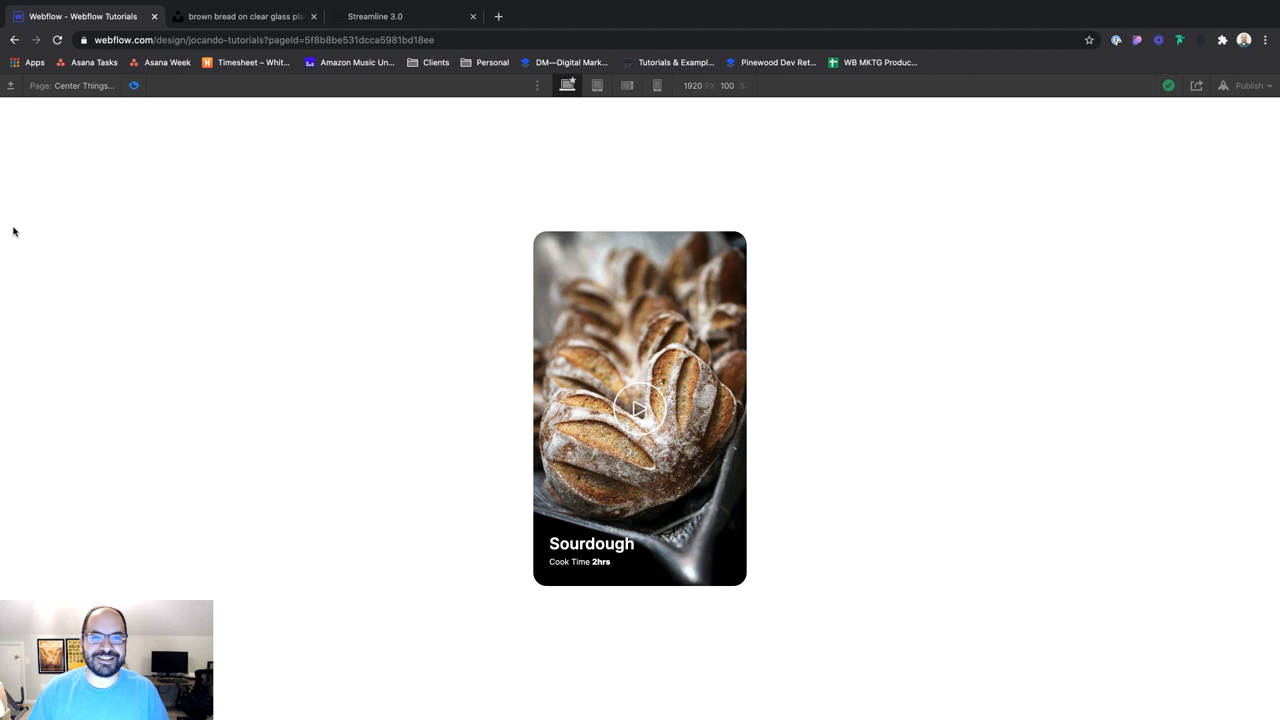 Webflow - Webflow Tutorials
brown bread on clear glass pla
Streamline 3.0
webflow.com/design/jocando-tutorials?pageId=5f8b8be531dcca5981bd18ee
Apps
Asana Tasks
Asana Week
Timesheet – Whit...
Amazon Music Un...
Clients
Personal
DM—Digital Mark...
Tutorials & Exampl...
Pinewood Dev Ret...
WB MKTG Produc...
Page: Center Things...
1920 PX 100 %
Publish
Sourdough
Cook Time 2hrs